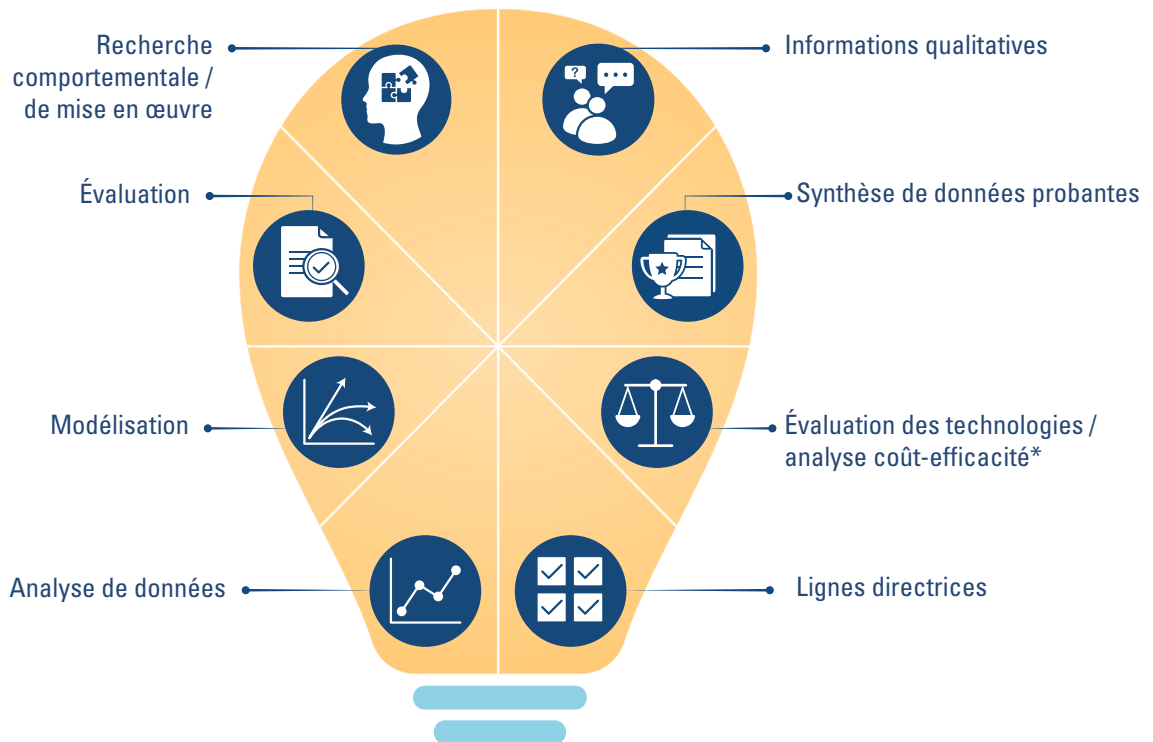 Recherche
comportementale /
de mise en œuvre
Informations qualitatives
?
Évaluation
Synthèse de données probantes
Modélisation
Évaluation des technologies /
analyse coût-efficacité*
Analyse de données
Lignes directrices